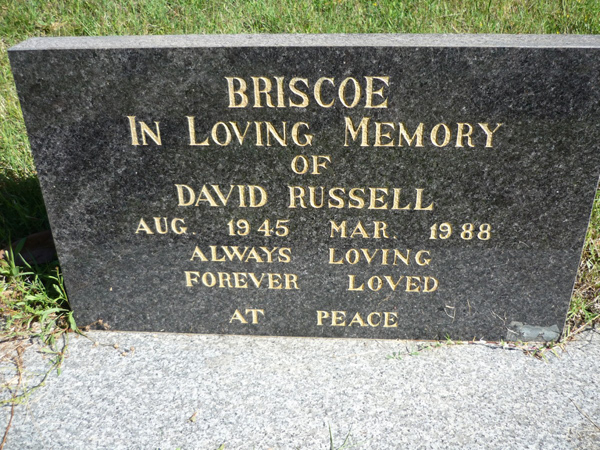 BRISCOE
IN LOVING MEMORY
OF
DAVID RUSSELL
AUG 1945 MAR. 1988
ALWAYS LOVING
FOREVER LOVED
AT PEACE